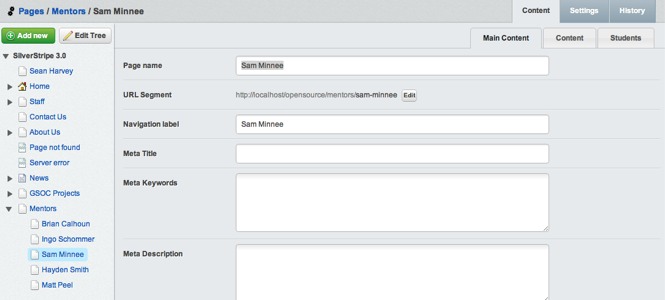 Pages / Mentors / Sam Minnee
Content
Settings
History
Add new
Edit Tree
Main Content
Content
Students
SilverStripe 3.0
Sean Harvey
Home
Staff
Contact Us
About Us
Page not found
Server error
News
GSOC Projects
Mentors
Brian Calhoun
Ingo Schommer
Sam Minnee
Hayden Smith
Matt Peel
Page name
Sam Minnee
URL Segment
http://localhost/opensource/mentors/sam-minnee
Edit
Navigation label
Sam Minnee
Meta Title
Meta Keywords
Meta Description